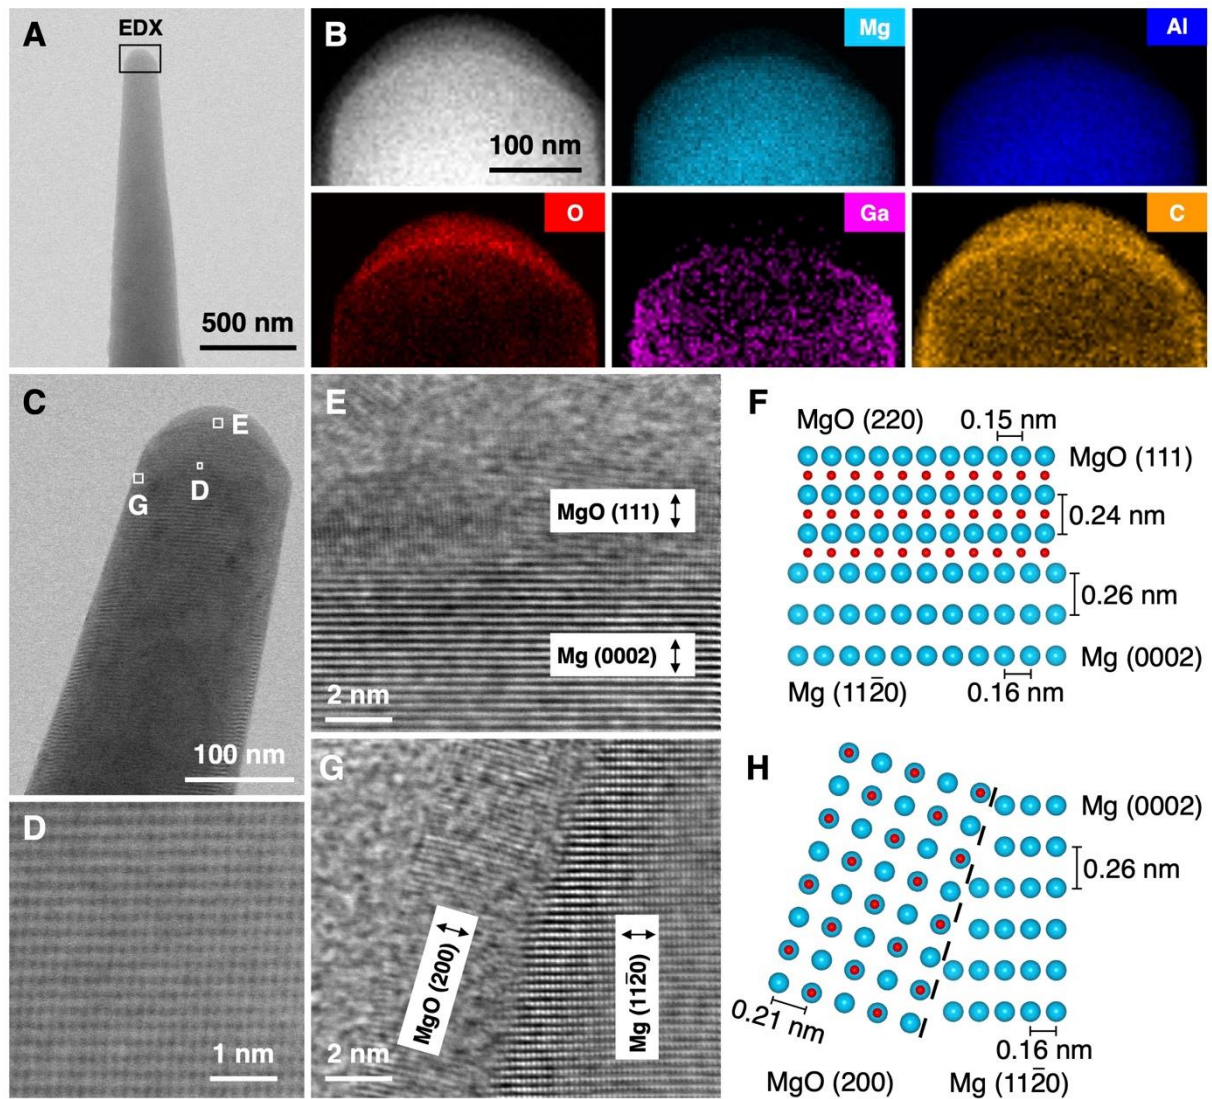 A
EDX
500 nm
B
100 nm
Mg
Al
O
Ga
C
C
E
D
G
100 nm
D
1 nm
E
MgO (111)
Mg (0002)
2 nm
F
MgO (220)
0.15 nm
MgO (111)
0.24 nm
0.26 nm
Mg (0002)
Mg (112̅0)
0.16 nm
G
MgO (200)
Mg (112̅0)
2 nm
H
Mg (0002)
0.26 nm
0.21 nm
0.16 nm
MgO (200)
Mg (112̅0)